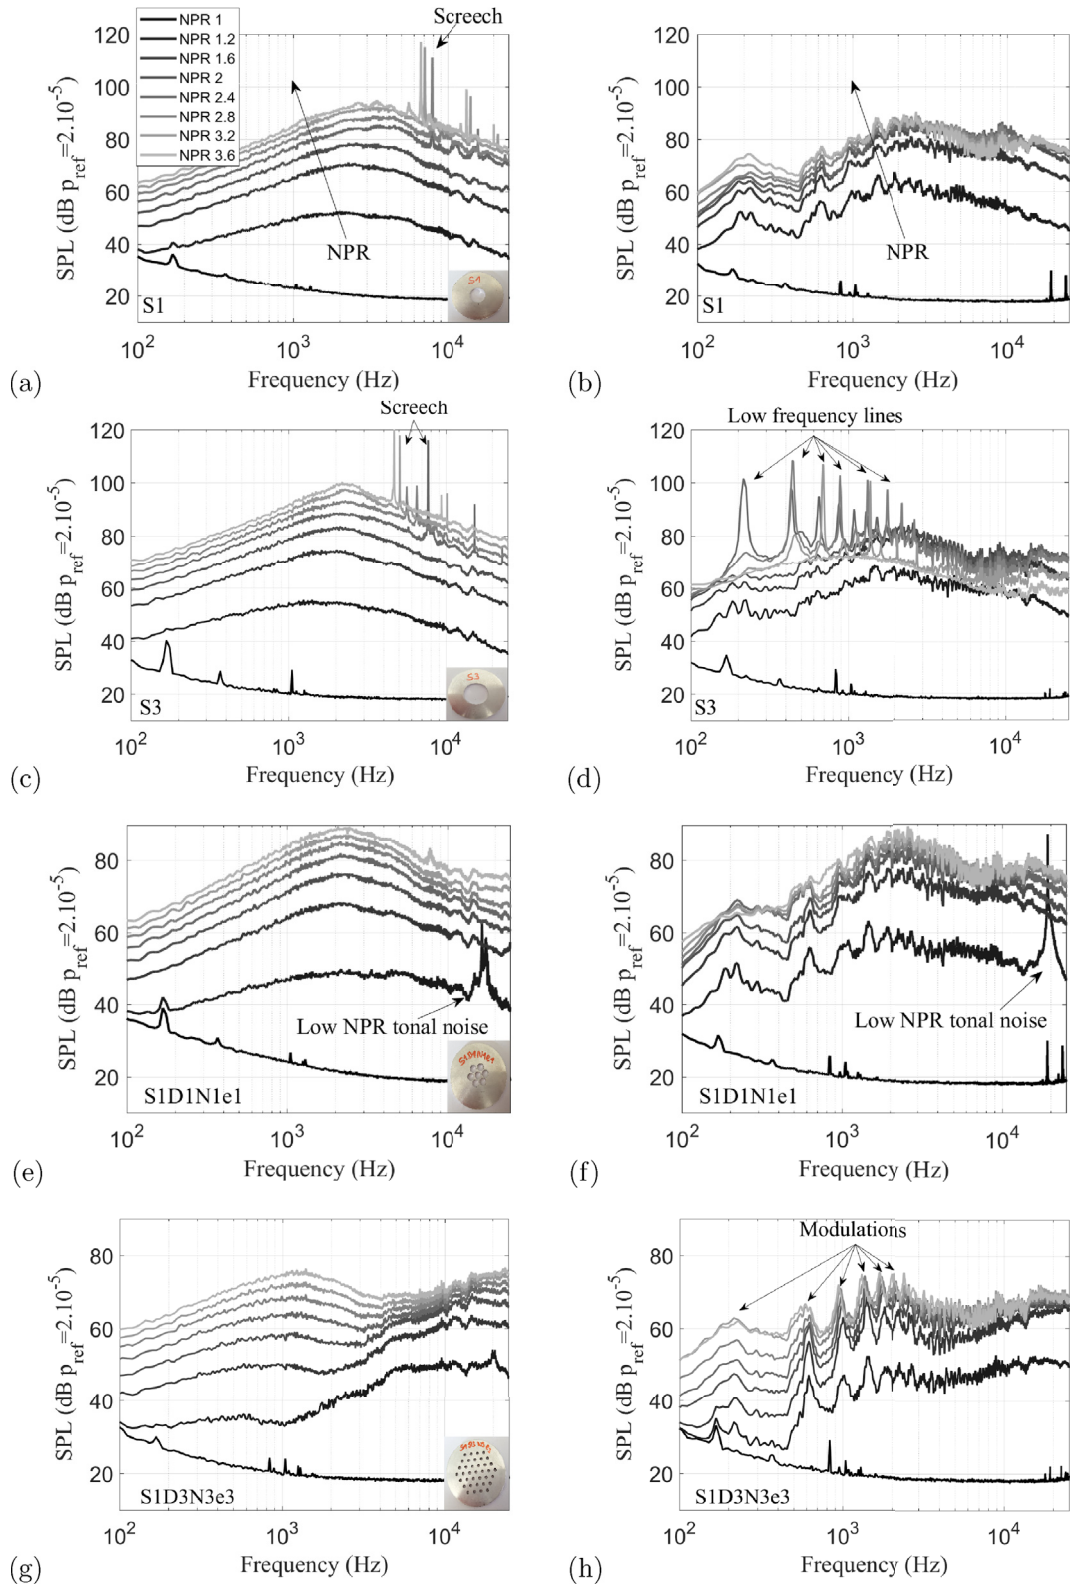 NPR 1
NPR 1.2
NPR 1.6
NPR 2
NPR 2.4
NPR 2.8
NPR 3.2
NPR 3.6
Screech
NPR
S1
S1
120
100
80
60
40
20
10^2
10^3
10^4
SPL (dB p_ref=2.10^-5)
Frequency (Hz)
(a)
NPR
S1
120
100
80
60
40
20
10^2
10^3
10^4
SPL (dB p_ref=2.10^-5)
Frequency (Hz)
(b)
Screech
S3
S3
120
100
80
60
40
20
10^2
10^3
10^4
SPL (dB p_ref=2.10^-5)
Frequency (Hz)
(c)
Low frequency lines
S3
120
100
80
60
40
20
10^2
10^3
10^4
SPL (dB p_ref=2.10^-5)
Frequency (Hz)
(d)
Low NPR tonal noise
S1D1N1e1
80
60
40
20
10^2
10^3
10^4
SPL (dB p_ref=2.10^-5)
Frequency (Hz)
(e)
Low NPR tonal noise
S1D1N1e1
80
60
40
20
10^2
10^3
10^4
SPL (dB p_ref=2.10^-5)
Frequency (Hz)
(f)
S1D3N3e3
80
60
40
20
10^2
10^3
10^4
SPL (dB p_ref=2.10^-5)
Frequency (Hz)
(g)
Modulations
S1D3N3e3
80
60
40
20
10^2
10^3
10^4
SPL (dB p_ref=2.10^-5)
Frequency (Hz)
(h)